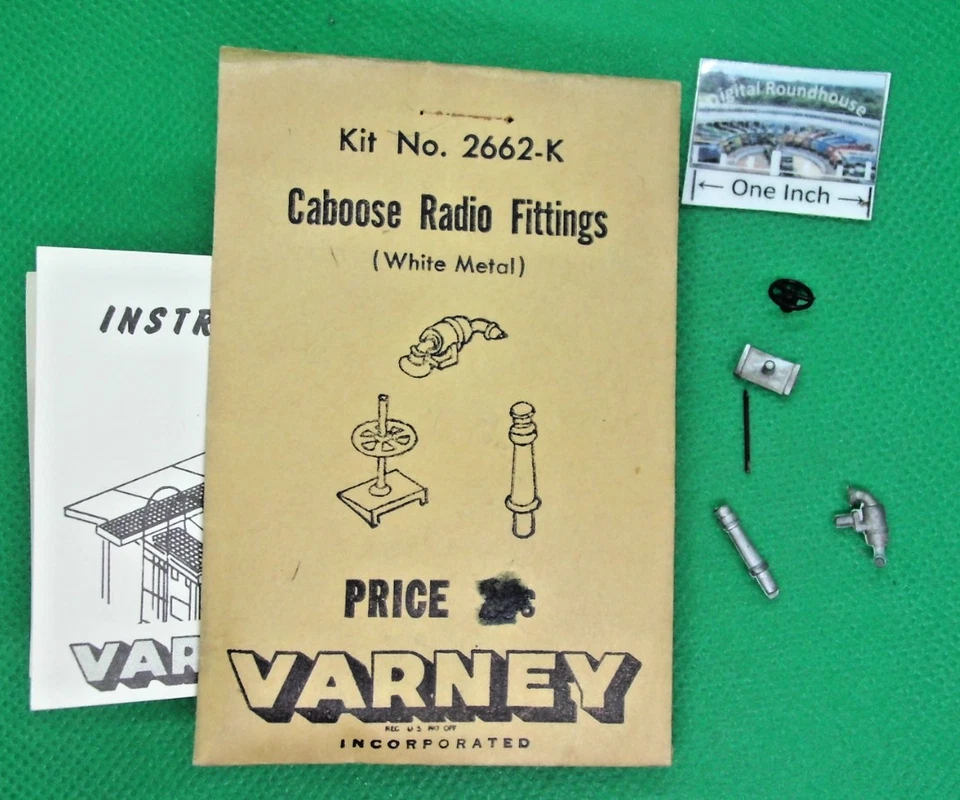 Kit No. 2662-K
Caboose Radio Fittings
(White Metal)
PRICE
VARNEY
INCORPORATED
INSTR
VAR
Digital Roundhouse
← One Inch →